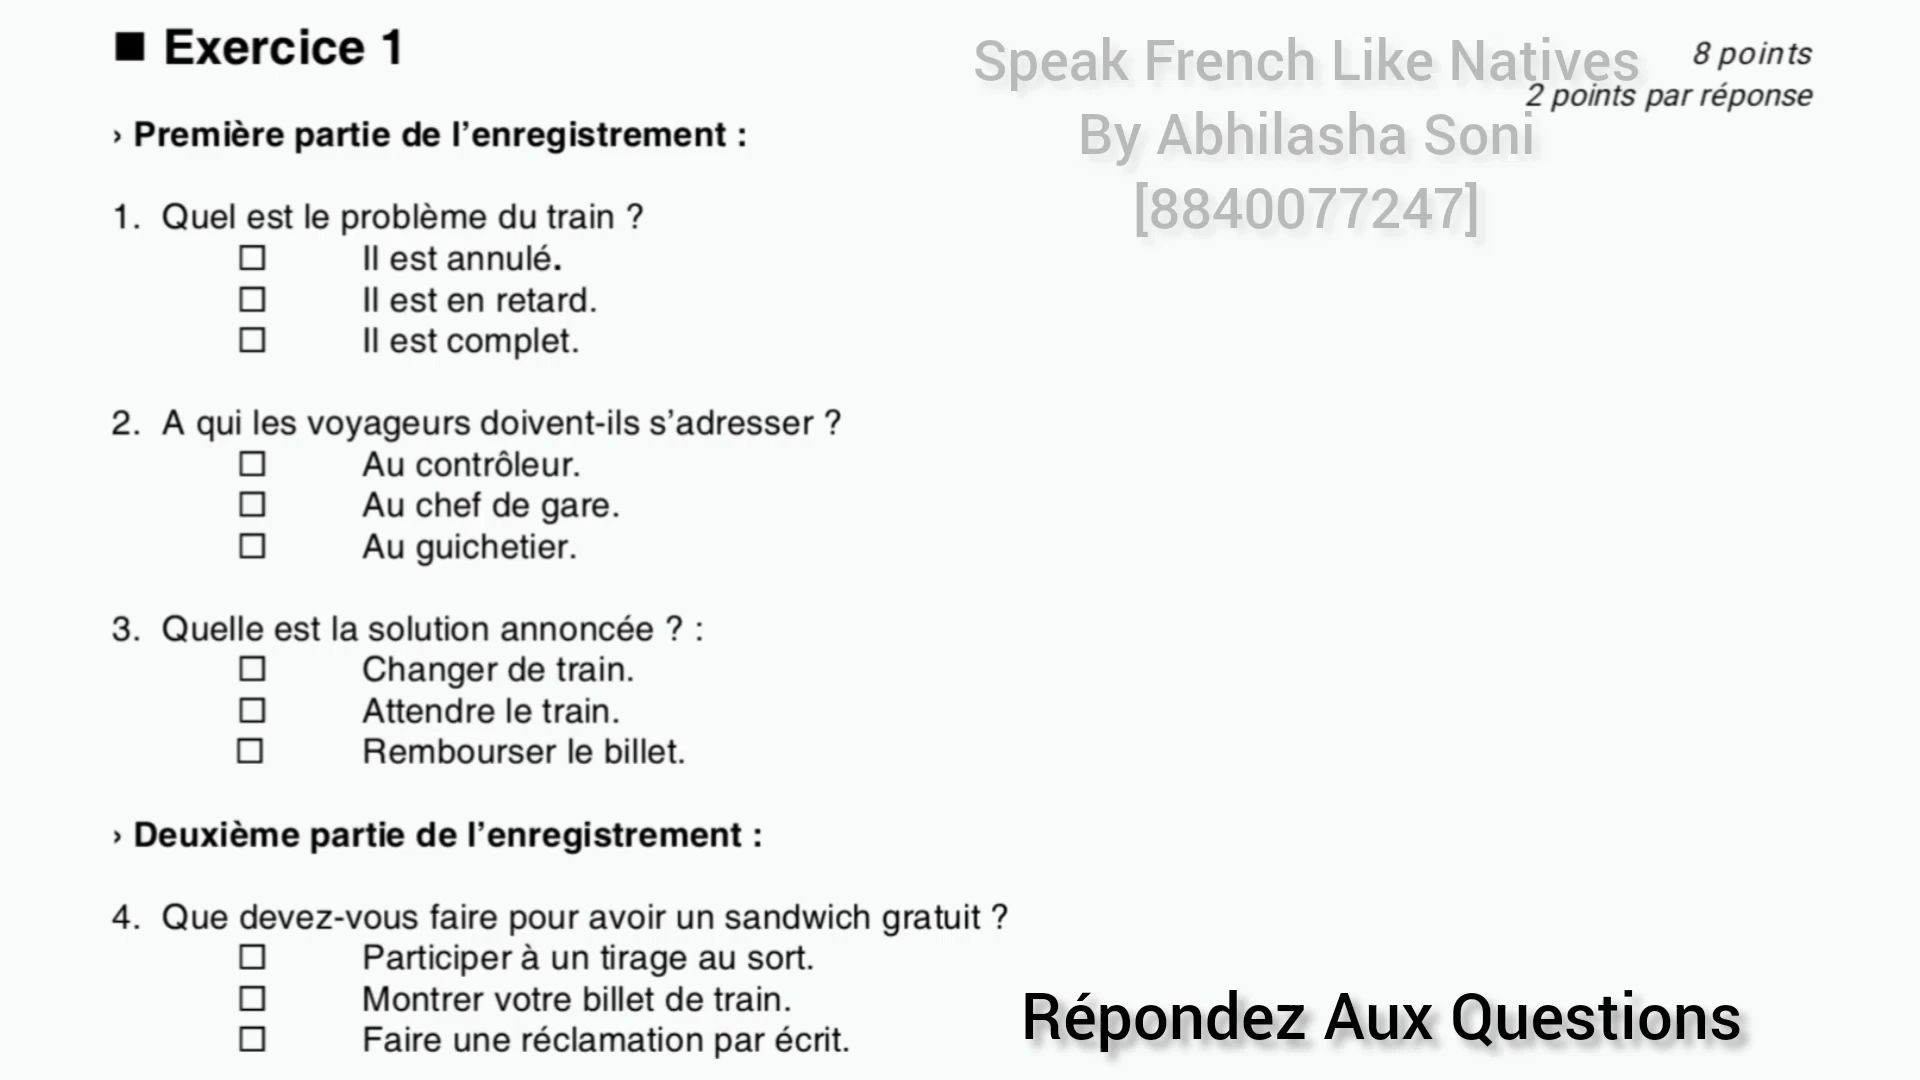 ■ Exercice 1
Speak French Like Natives
By Abhilasha Soni
[8840077247]
8 points
2 points par réponse
› Première partie de l’enregistrement :
1. Quel est le problème du train ?
☐ Il est annulé.
☐ Il est en retard.
☐ Il est complet.
2. A qui les voyageurs doivent-ils s’adresser ?
☐ Au contrôleur.
☐ Au chef de gare.
☐ Au guichetier.
3. Quelle est la solution annoncée ? :
☐ Changer de train.
☐ Attendre le train.
☐ Rembourser le billet.
› Deuxième partie de l’enregistrement :
4. Que devez-vous faire pour avoir un sandwich gratuit ?
☐ Participer à un tirage au sort.
☐ Montrer votre billet de train.
☐ Faire une réclamation par écrit.
Répondez Aux Questions